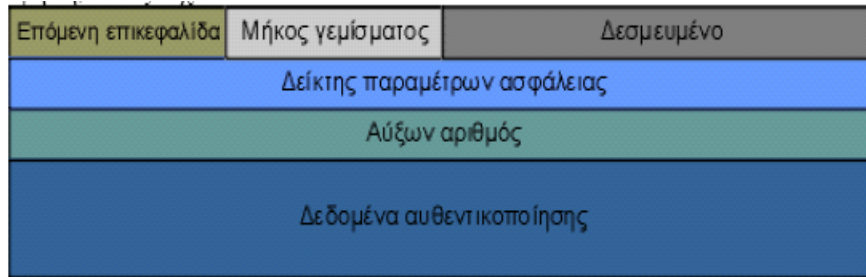 Επόμενη επικεφαλίδα Μήκος γεμίσματος Δεσμευμένο
Δείκτης παραμέτρων ασφάλειας
Αύξων αριθμός
Δεδομένα αυθεντικοποίησης